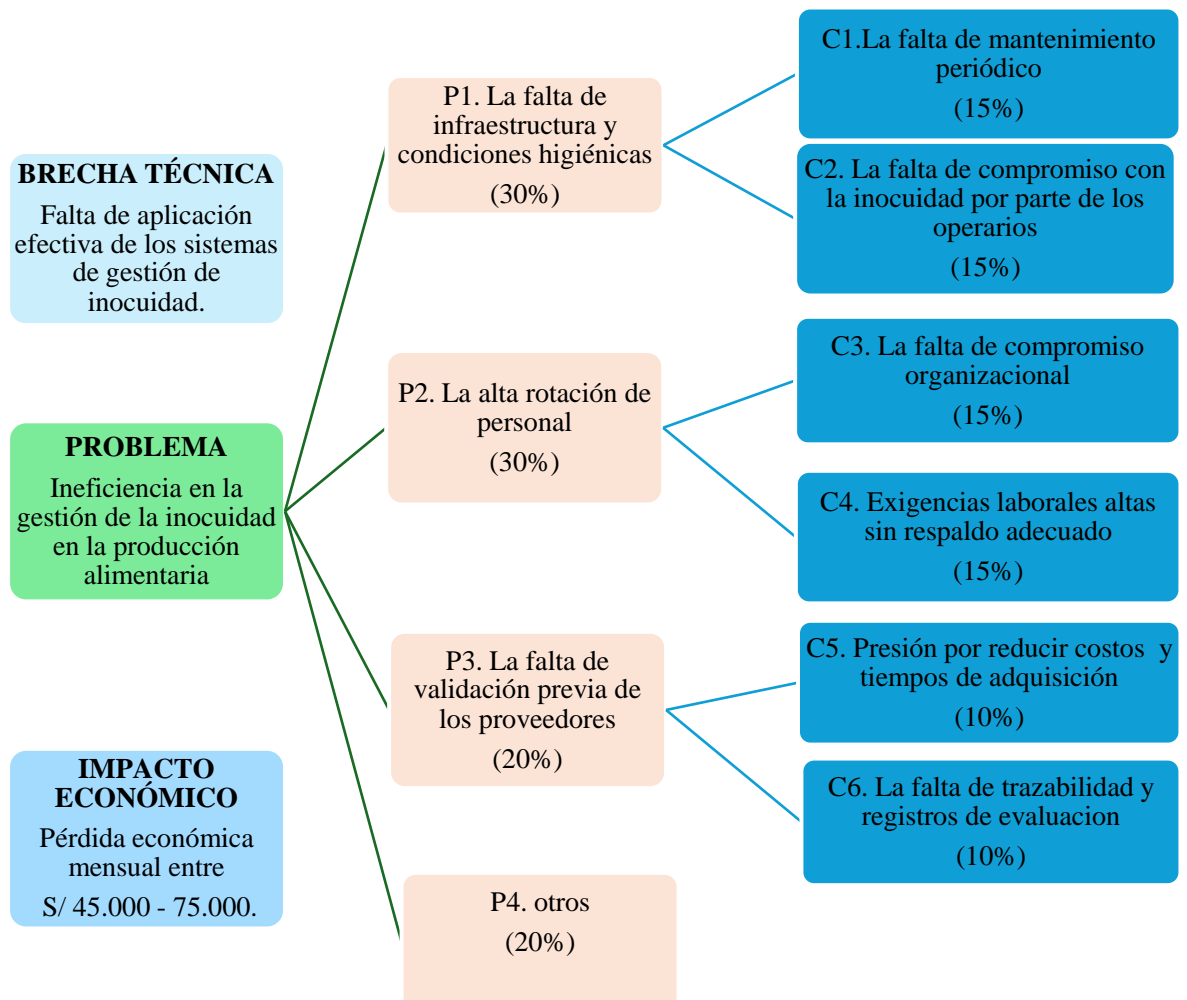 BRECHA TÉCNICA
Falta de aplicación
efectiva de los sistemas
de gestión de
inocuidad.
PROBLEMA
Ineficiencia en la
gestión de la inocuidad
en la producción
alimentaria
IMPACTO
ECONÓMICO
Pérdida económica
mensual entre
S/ 45.000 - 75.000.
P1. La falta de
infraestructura y
condiciones higiénicas
(30%)
P2. La alta rotación de
personal
(30%)
P3. La falta de
validación previa de
los proveedores
(20%)
P4. otros
(20%)
C1.La falta de mantenimiento
periódico
(15%)
C2. La falta de compromiso con
la inocuidad por parte de los
operarios
(15%)
C3. La falta de compromiso
organizacional
(15%)
C4. Exigencias laborales altas
sin respaldo adecuado
(15%)
C5. Presión por reducir costos y
tiempos de adquisición
(10%)
C6. La falta de trazabilidad y
registros de evaluacion
(10%)